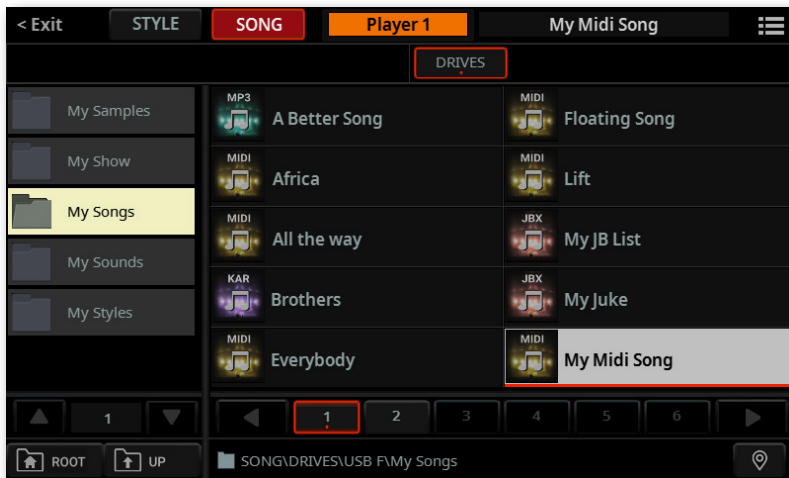 < Exit
STYLE
SONG
Player 1
My Midi Song
DRIVES
My Samples
My Show
My Songs
My Sounds
My Styles
MP3
A Better Song
MIDI
Floating Song
MIDI
Africa
MIDI
Lift
MIDI
All the way
JBX
My JB List
KAR
Brothers
JBX
My Juke
MIDI
Everybody
MIDI
My Midi Song
1
1
2
3
4
5
6
ROOT
UP
SONG\DRIVES\USB F\My Songs